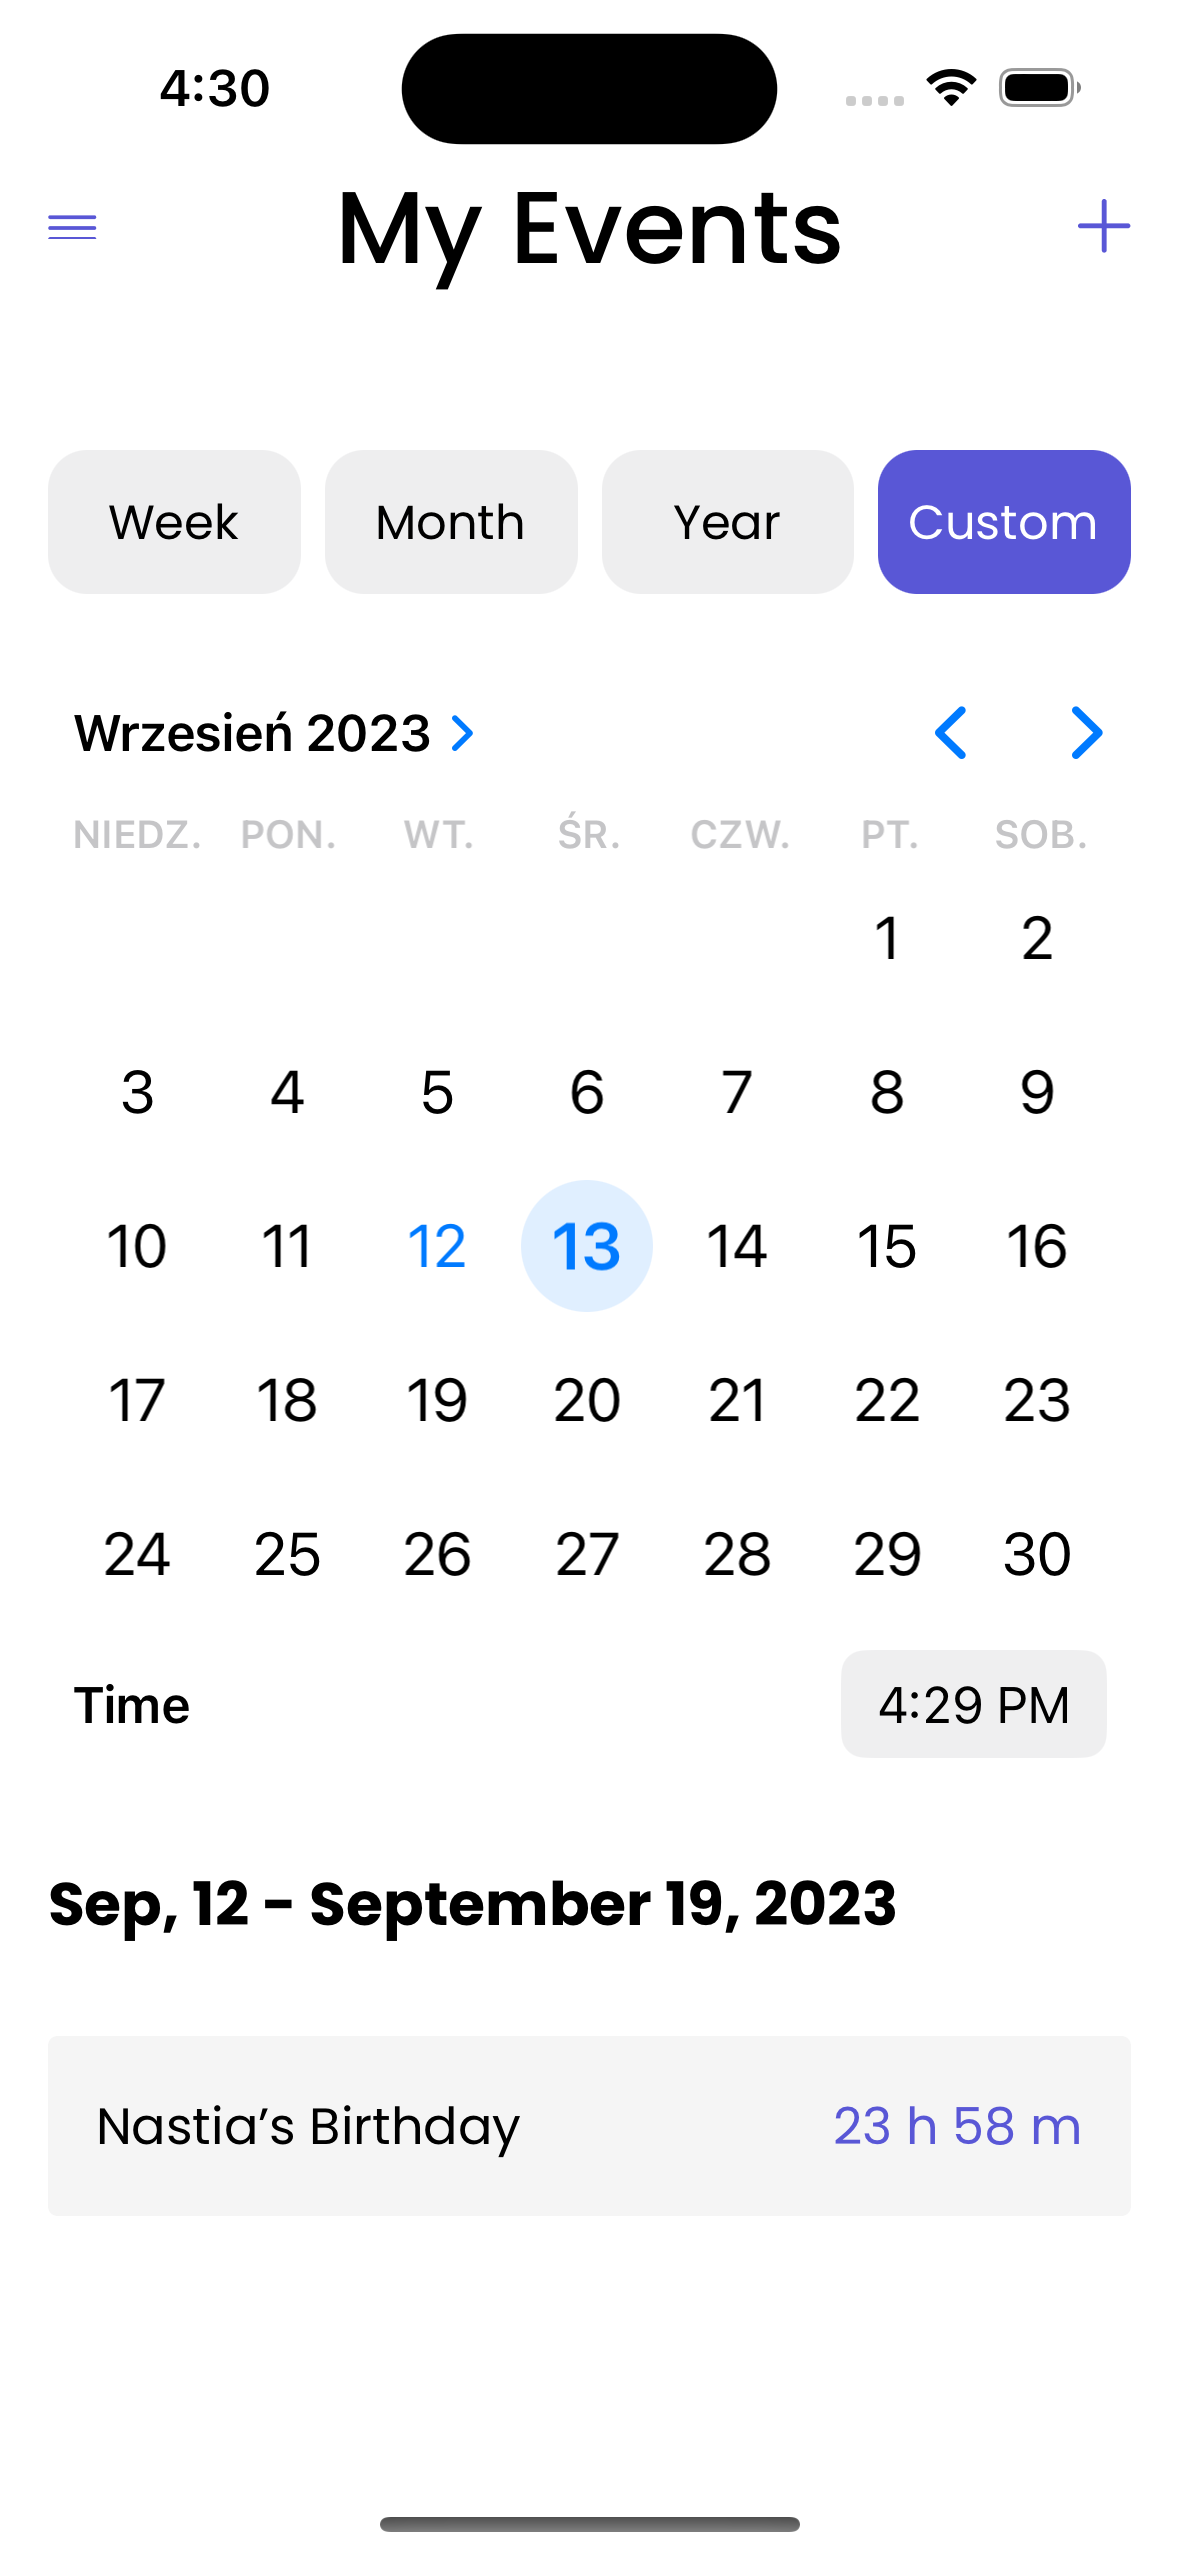 4:30
My Events
Week Month Year Custom
Wrzesień 2023
NIEDZ. PON. WT. ŚR. CZW. PT. SOB.
1 2
3 4 5 6 7 8 9
10 11 12 13 14 15 16
17 18 19 20 21 22 23
24 25 26 27 28 29 30
Time 4:29 PM
Sep, 12 - September 19, 2023
Nastia’s Birthday 23 h 58 m